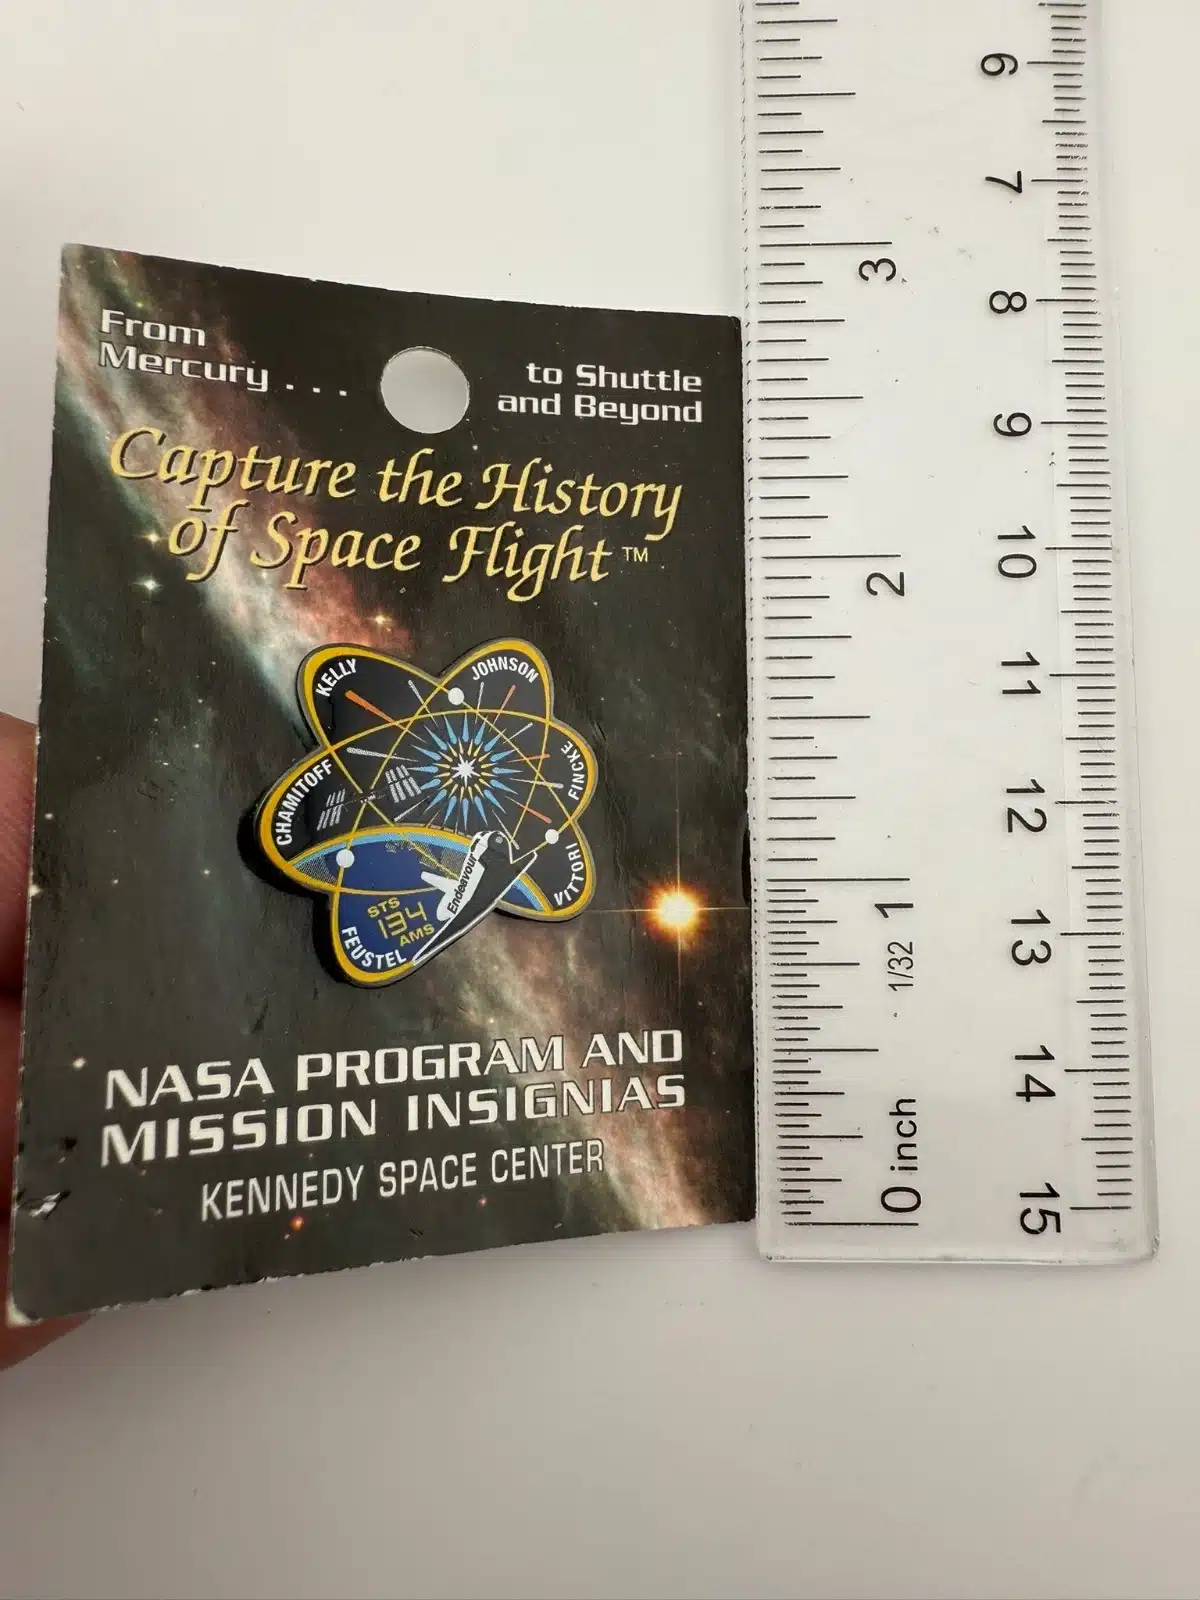 From
Mercury . . .
to Shuttle
and Beyond
Capture the History
of Space Flight™
KELLY
JOHNSON
CHAMITOFF
FINCKE
VITTORI
Endeavour
STS
134
AMS
FEUSTEL
NASA PROGRAM AND
MISSION INSIGNIAS
KENNEDY SPACE CENTER
6
7
3
8
9
2
10
11
12
1
1/32
13
14
0 inch
15